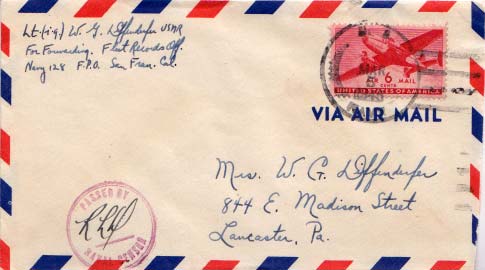 Lt.(j.g.) W. G. Diffenderfer USNR
For Forwarding. Fleet Records Off.
Navy 128 F.P.O. San Fran. Cal.
6 CENTS
AIR MAIL
UNITED STATES OF AMERICA
VIA AIR MAIL
Mrs. W. G. Diffenderfer
844 E. Madison Street
Lancaster, Pa.
PASSED BY
NAVAL CENSOR